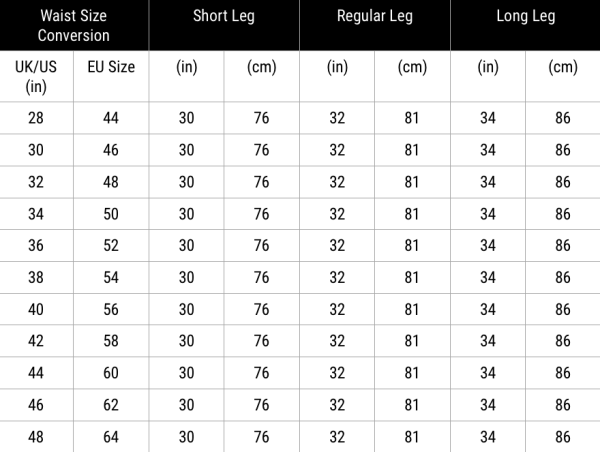 Waist Size Conversion Short Leg Regular Leg Long Leg
UK/US (in) EU Size (in) (cm) (in) (cm) (in) (cm)
28 44 30 76 32 81 34 86
30 46 30 76 32 81 34 86
32 48 30 76 32 81 34 86
34 50 30 76 32 81 34 86
36 52 30 76 32 81 34 86
38 54 30 76 32 81 34 86
40 56 30 76 32 81 34 86
42 58 30 76 32 81 34 86
44 60 30 76 32 81 34 86
46 62 30 76 32 81 34 86
48 64 30 76 32 81 34 86